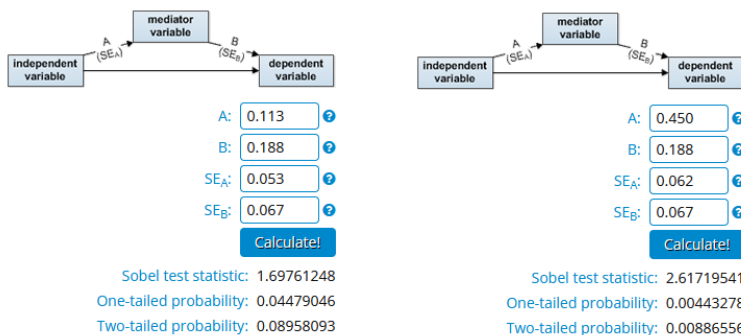 mediator
variable
A
(SEA)
B
(SEB)
independent
variable
dependent
variable
A: 0.113
B: 0.188
SEA: 0.053
SEB: 0.067
Calculate!
Sobel test statistic: 1.69761248
One-tailed probability: 0.04479046
Two-tailed probability: 0.08958093
mediator
variable
A
(SEA)
B
(SEB)
independent
variable
dependent
variable
A: 0.450
B: 0.188
SEA: 0.062
SEB: 0.067
Calculate!
Sobel test statistic: 2.61719541
One-tailed probability: 0.00443278
Two-tailed probability: 0.00886556